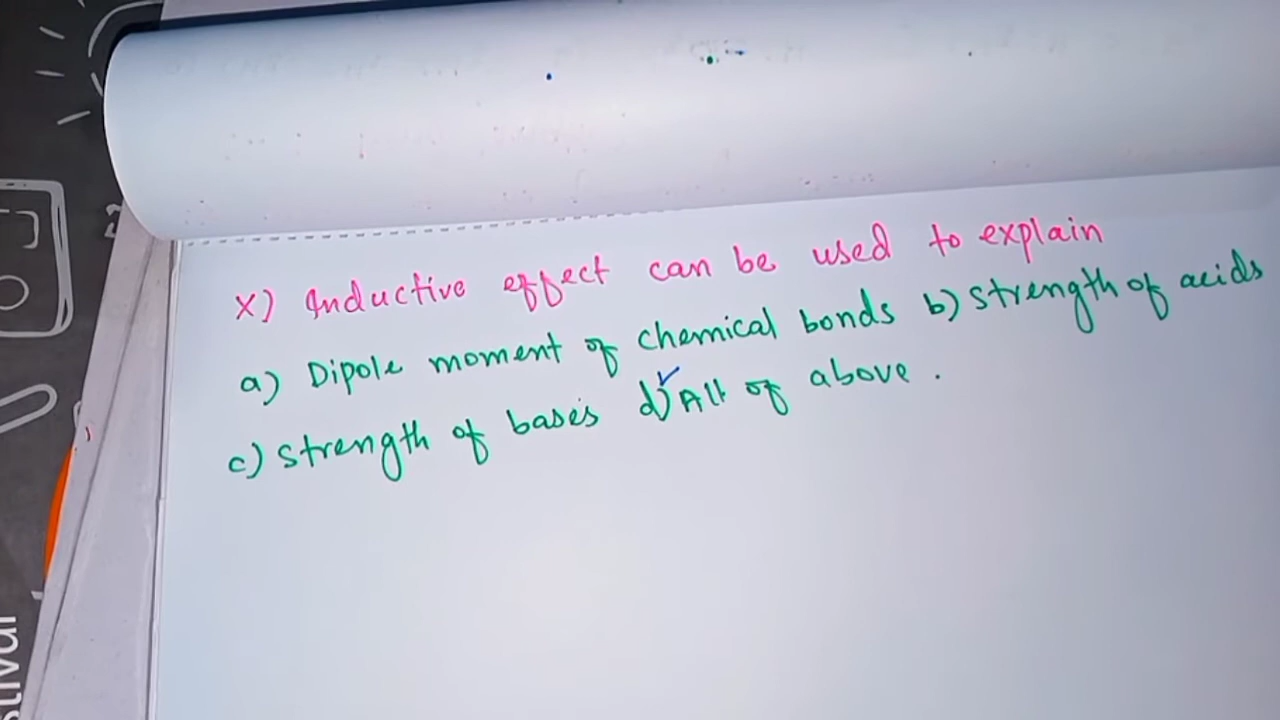 x) Inductive effect can be used to explain
a) Dipole moment of chemical bonds b) strength of acids
c) strength of bases d) All of above .